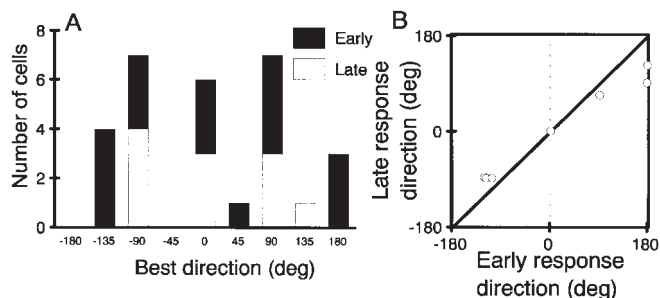 A
8
6
4
2
0
Number of cells
Early
Late
-180 -135 -90 -45 0 45 90 135 180
Best direction (deg)
B
180
0
-180
Late response
direction (deg)
-180 0 180
Early response
direction (deg)